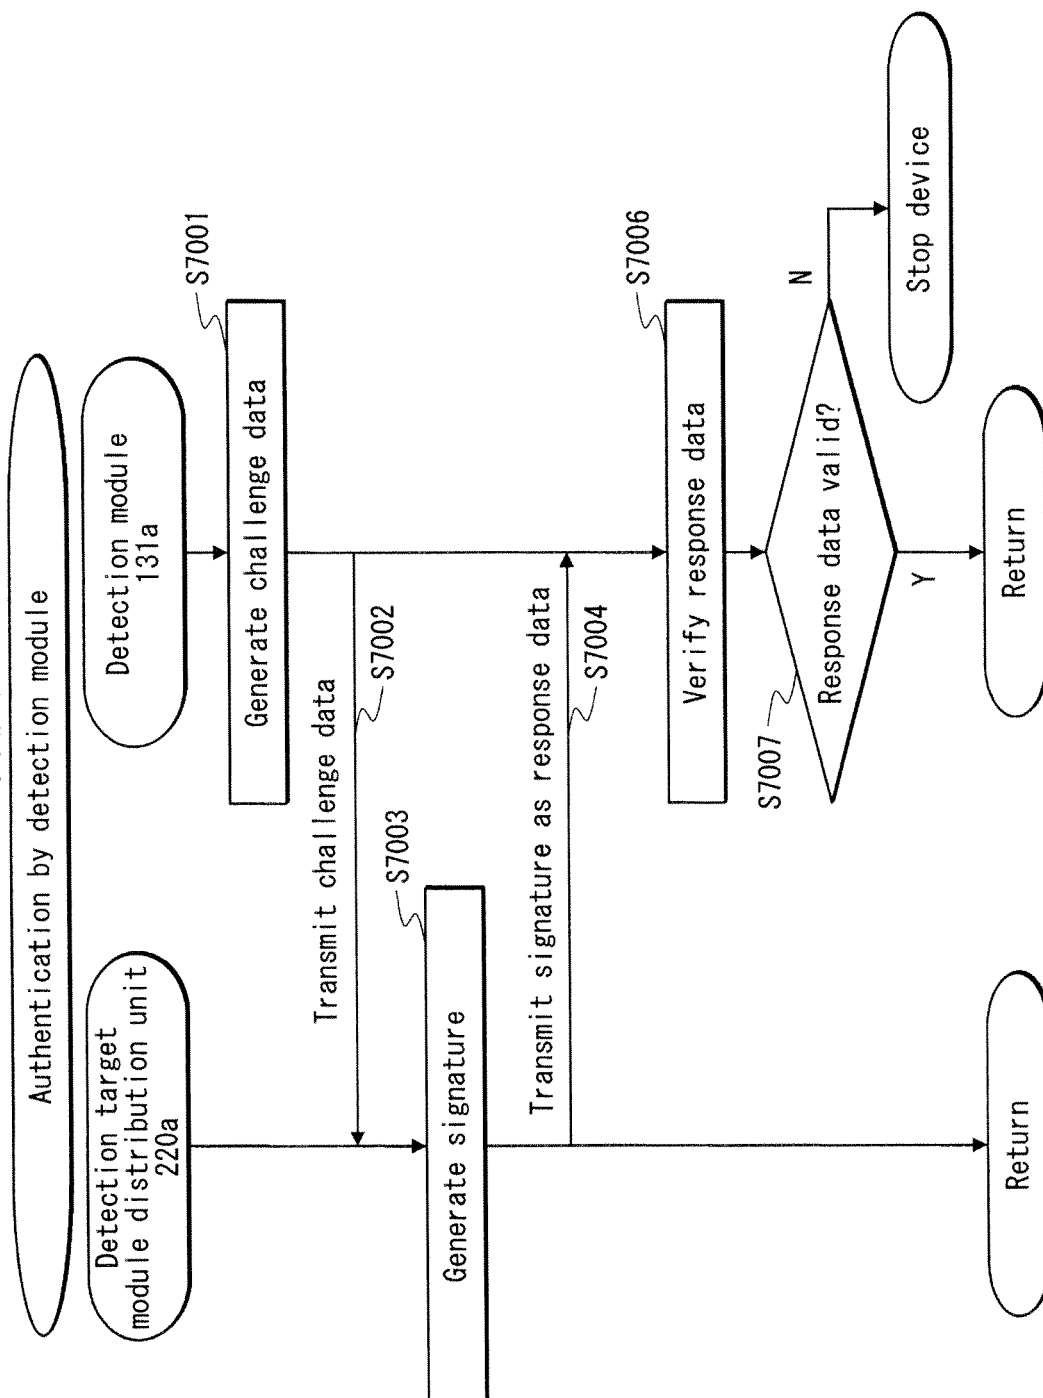 Authentication by detection module
Detection target
module distribution unit
220a
Detection module
131a
Generate challenge data
S7001
Transmit challenge data
S7002
Generate signature
S7003
Transmit signature as response data
S7004
Verify response data
S7006
Response data valid?
S7007
N
Stop device
Y
Return
Return